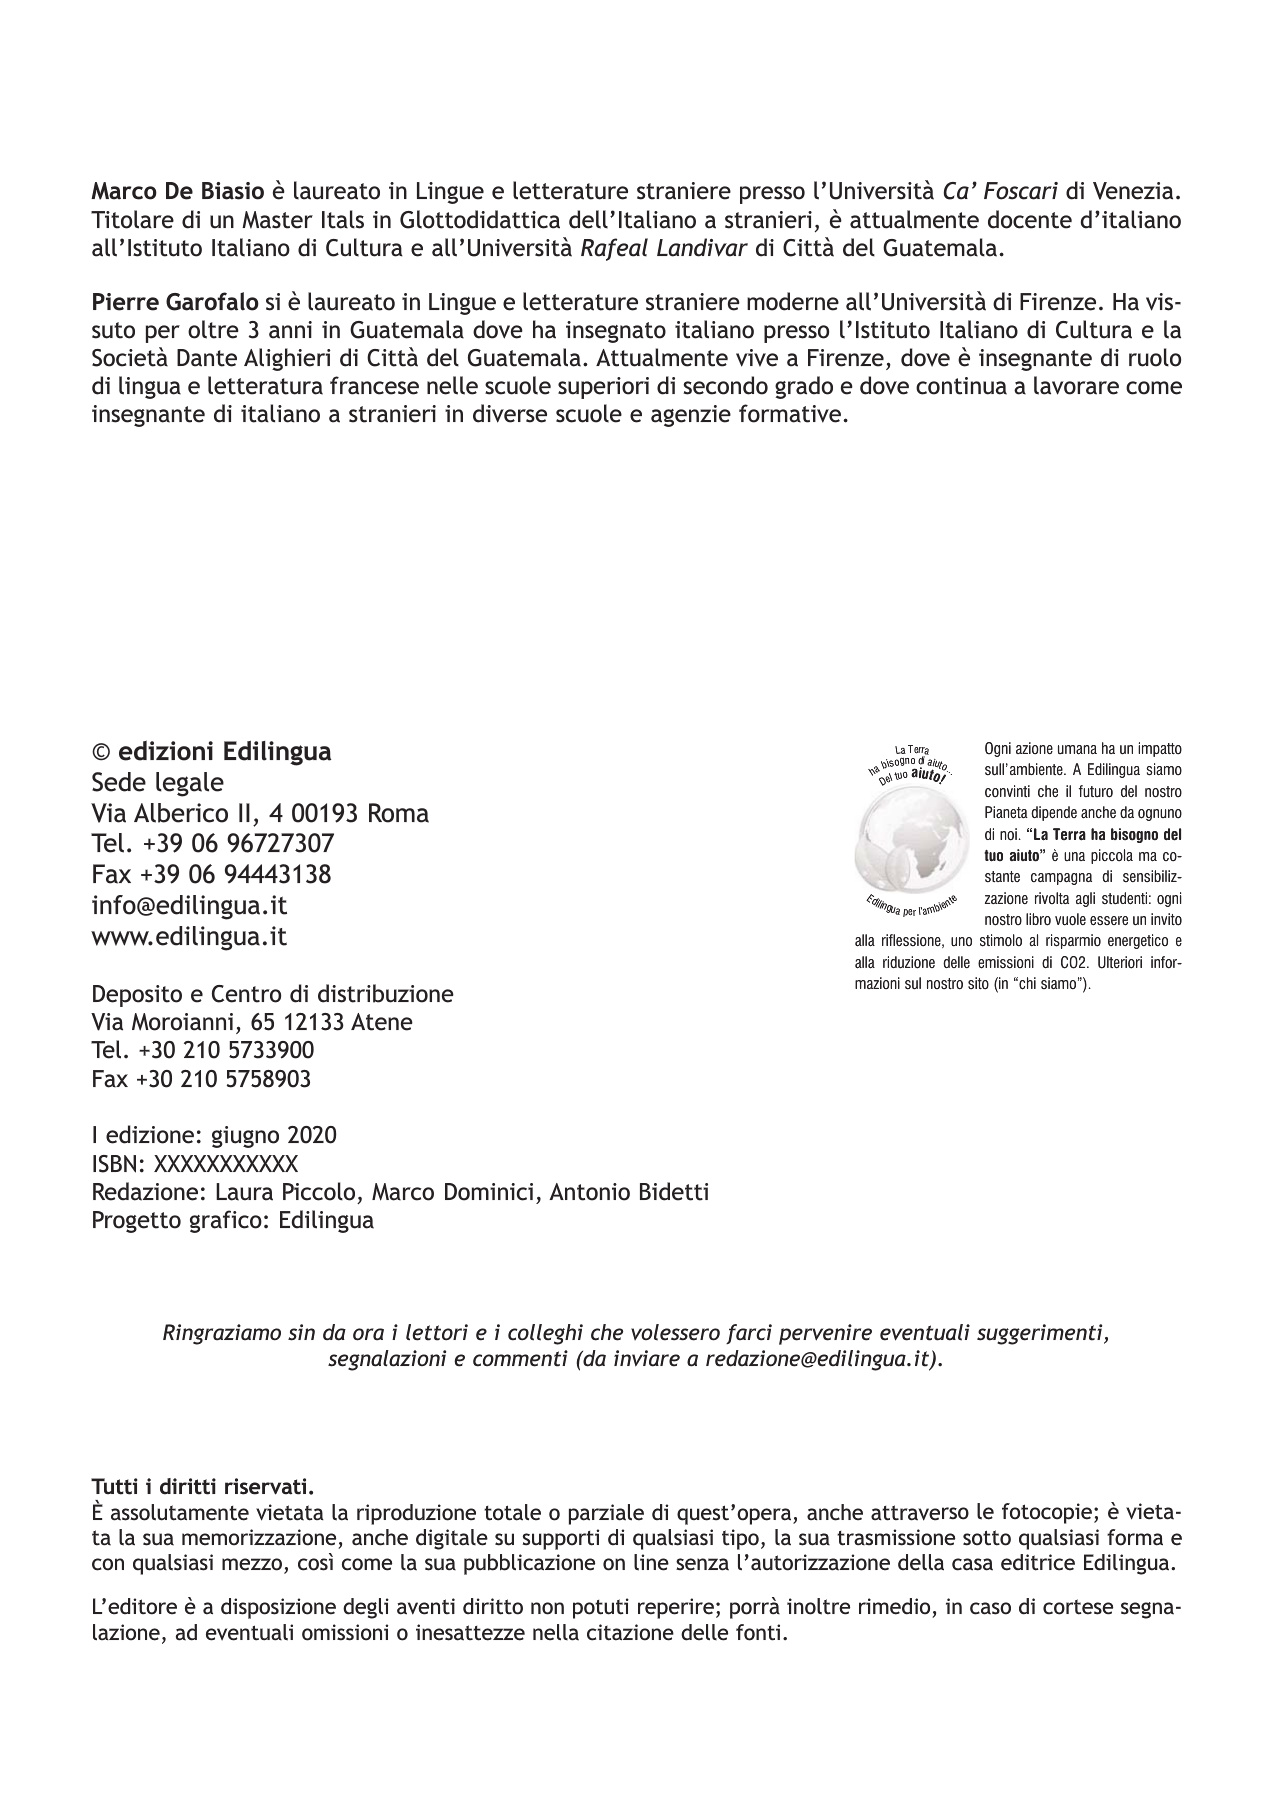 Marco De Biasio è laureato in Lingue e letterature straniere presso l’Università Ca’ Foscari di Venezia.
Titolare di un Master Itals in Glottodidattica dell’Italiano a stranieri, è attualmente docente d’italiano
all’Istituto Italiano di Cultura e all’Università Rafeal Landivar di Città del Guatemala.
Pierre Garofalo si è laureato in Lingue e letterature straniere moderne all’Università di Firenze. Ha vis-
suto per oltre 3 anni in Guatemala dove ha insegnato italiano presso l’Istituto Italiano di Cultura e la
Società Dante Alighieri di Città del Guatemala. Attualmente vive a Firenze, dove è insegnante di ruolo
di lingua e letteratura francese nelle scuole superiori di secondo grado e dove continua a lavorare come
insegnante di italiano a stranieri in diverse scuole e agenzie formative.
© edizioni Edilingua
Sede legale
Via Alberico II, 4 00193 Roma
Tel. +39 06 96727307
Fax +39 06 94443138
info@edilingua.it
www.edilingua.it
Deposito e Centro di distribuzione
Via Moroianni, 65 12133 Atene
Tel. +30 210 5733900
Fax +30 210 5758903
I edizione: giugno 2020
ISBN: XXXXXXXXXXX
Redazione: Laura Piccolo, Marco Dominici, Antonio Bidetti
Progetto grafico: Edilingua
La Terra
ha bisogno di aiuto...
Del tuo aiuto!
Edilingua per l’ambiente
Ogni azione umana ha un impatto
sull’ambiente. A Edilingua siamo
convinti che il futuro del nostro
Pianeta dipende anche da ognuno
di noi. “La Terra ha bisogno del
tuo aiuto” è una piccola ma co-
stante campagna di sensibiliz-
zazione rivolta agli studenti: ogni
nostro libro vuole essere un invito
alla riflessione, uno stimolo al risparmio energetico e
alla riduzione delle emissioni di CO2. Ulteriori infor-
mazioni sul nostro sito (in “chi siamo”).
Ringraziamo sin da ora i lettori e i colleghi che volessero farci pervenire eventuali suggerimenti,
segnalazioni e commenti (da inviare a redazione@edilingua.it).
Tutti i diritti riservati.
È assolutamente vietata la riproduzione totale o parziale di quest’opera, anche attraverso le fotocopie; è vieta-
ta la sua memorizzazione, anche digitale su supporti di qualsiasi tipo, la sua trasmissione sotto qualsiasi forma e
con qualsiasi mezzo, così come la sua pubblicazione on line senza l’autorizzazione della casa editrice Edilingua.
L’editore è a disposizione degli aventi diritto non potuti reperire; porrà inoltre rimedio, in caso di cortese segna-
lazione, ad eventuali omissioni o inesattezze nella citazione delle fonti.